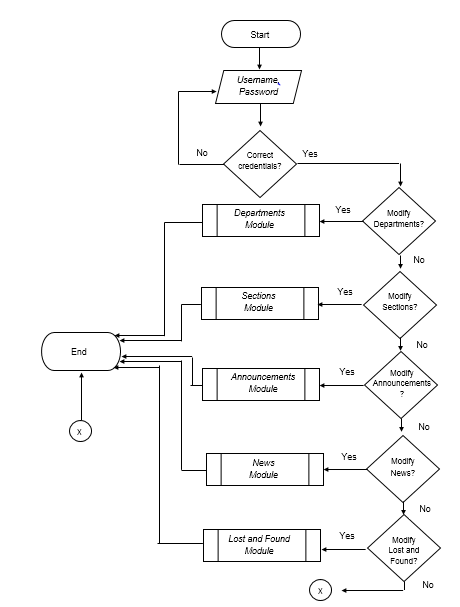 Start
Username,
Password
No
Correct
credentials?
Yes
Departments
Module
Yes
Modify
Departments?
No
Sections
Module
Yes
Modify
Sections?
No
End
Announcements
Module
Yes
Modify
Announcements
?
No
X
News
Module
Yes
Modify
News?
No
Lost and Found
Module
Yes
Modify
Lost and
Found?
No
X